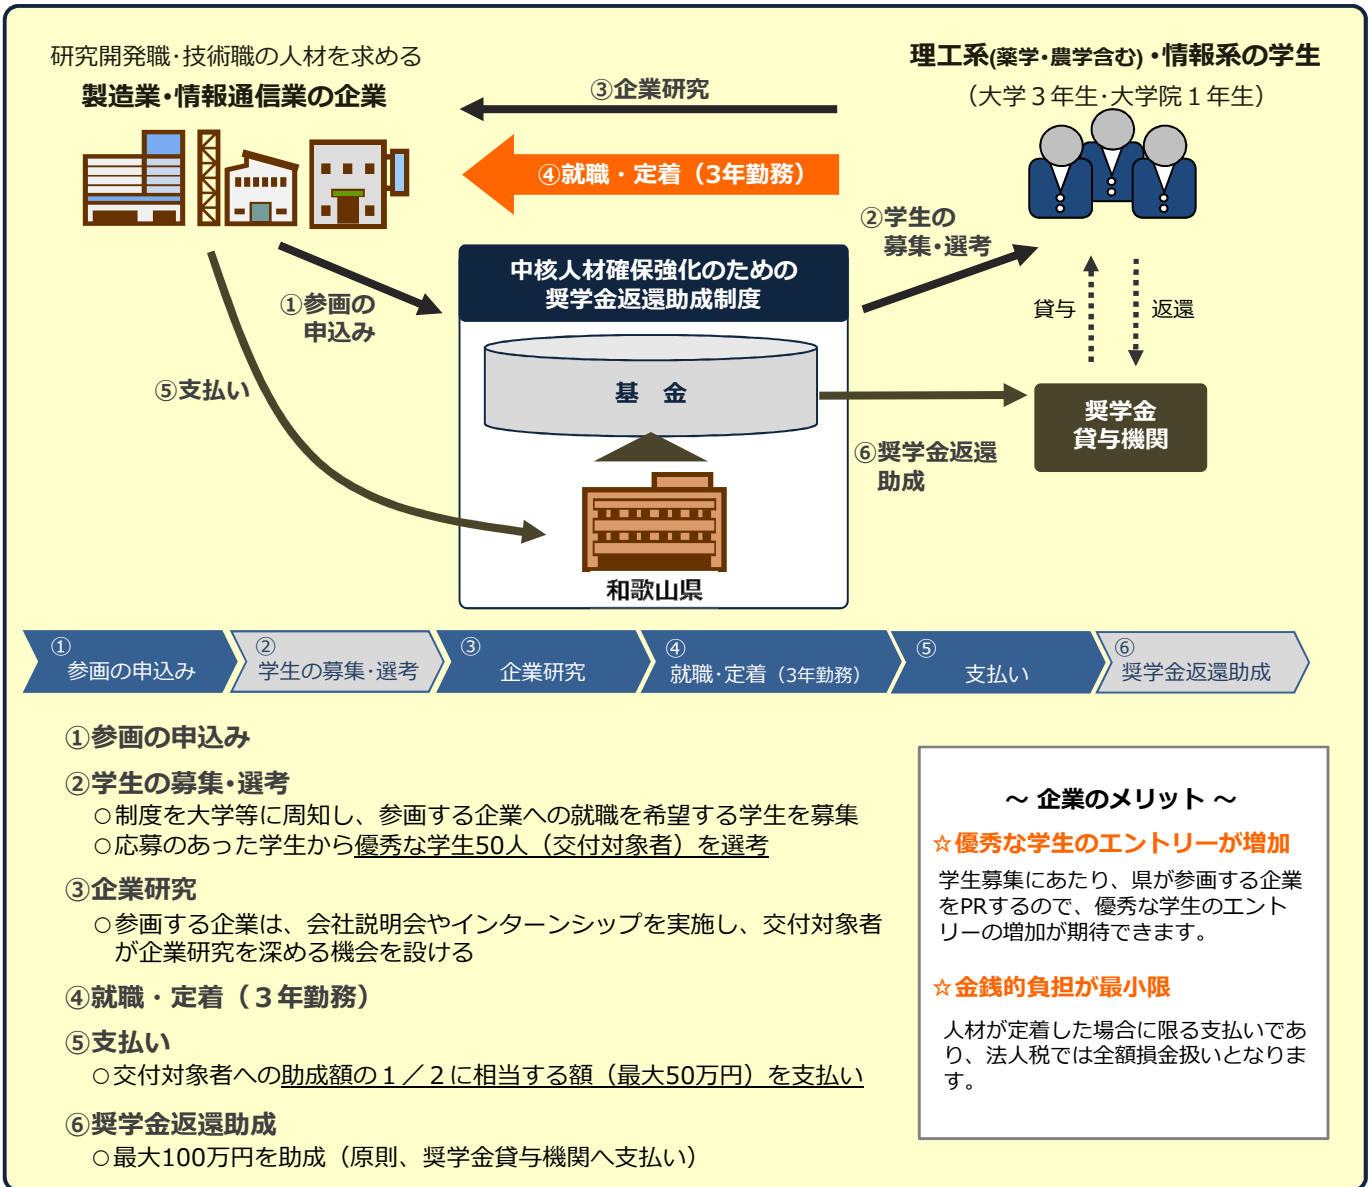 研究開発職･技術職の人材を求める
製造業･情報通信業の企業
理工系(薬学･農学含む)･情報系の学生
（大学３年生･大学院１年生）
③企業研究
④就職・定着（3年勤務）
②学生の
募集･選考
中核人材確保強化のための
奨学金返還助成制度
①参画の
申込み
貸与
返還
⑤支払い
基　金
奨学金
貸与機関
⑥奨学金返還
助成
和歌山県
①
参画の申込み
②
学生の募集･選考
③
企業研究
④
就職･定着（3年勤務）
⑤
支払い
⑥
奨学金返還助成
①参画の申込み
②学生の募集･選考
○制度を大学等に周知し、参画する企業への就職を希望する学生を募集
○応募のあった学生から優秀な学生50人（交付対象者）を選考
③企業研究
○参画する企業は、会社説明会やインターンシップを実施し、交付対象者
が企業研究を深める機会を設ける
④就職・定着（３年勤務）
⑤支払い
○交付対象者への助成額の１／２に相当する額（最大50万円）を支払い
⑥奨学金返還助成
○最大100万円を助成（原則、奨学金貸与機関へ支払い）
～ 企業のメリット ～
☆優秀な学生のエントリーが増加
学生募集にあたり、県が参画する企業
をPRするので、優秀な学生のエント
リーの増加が期待できます。
☆金銭的負担が最小限
人材が定着した場合に限る支払いであ
り、法人税では全額損金扱いとなりま
す。